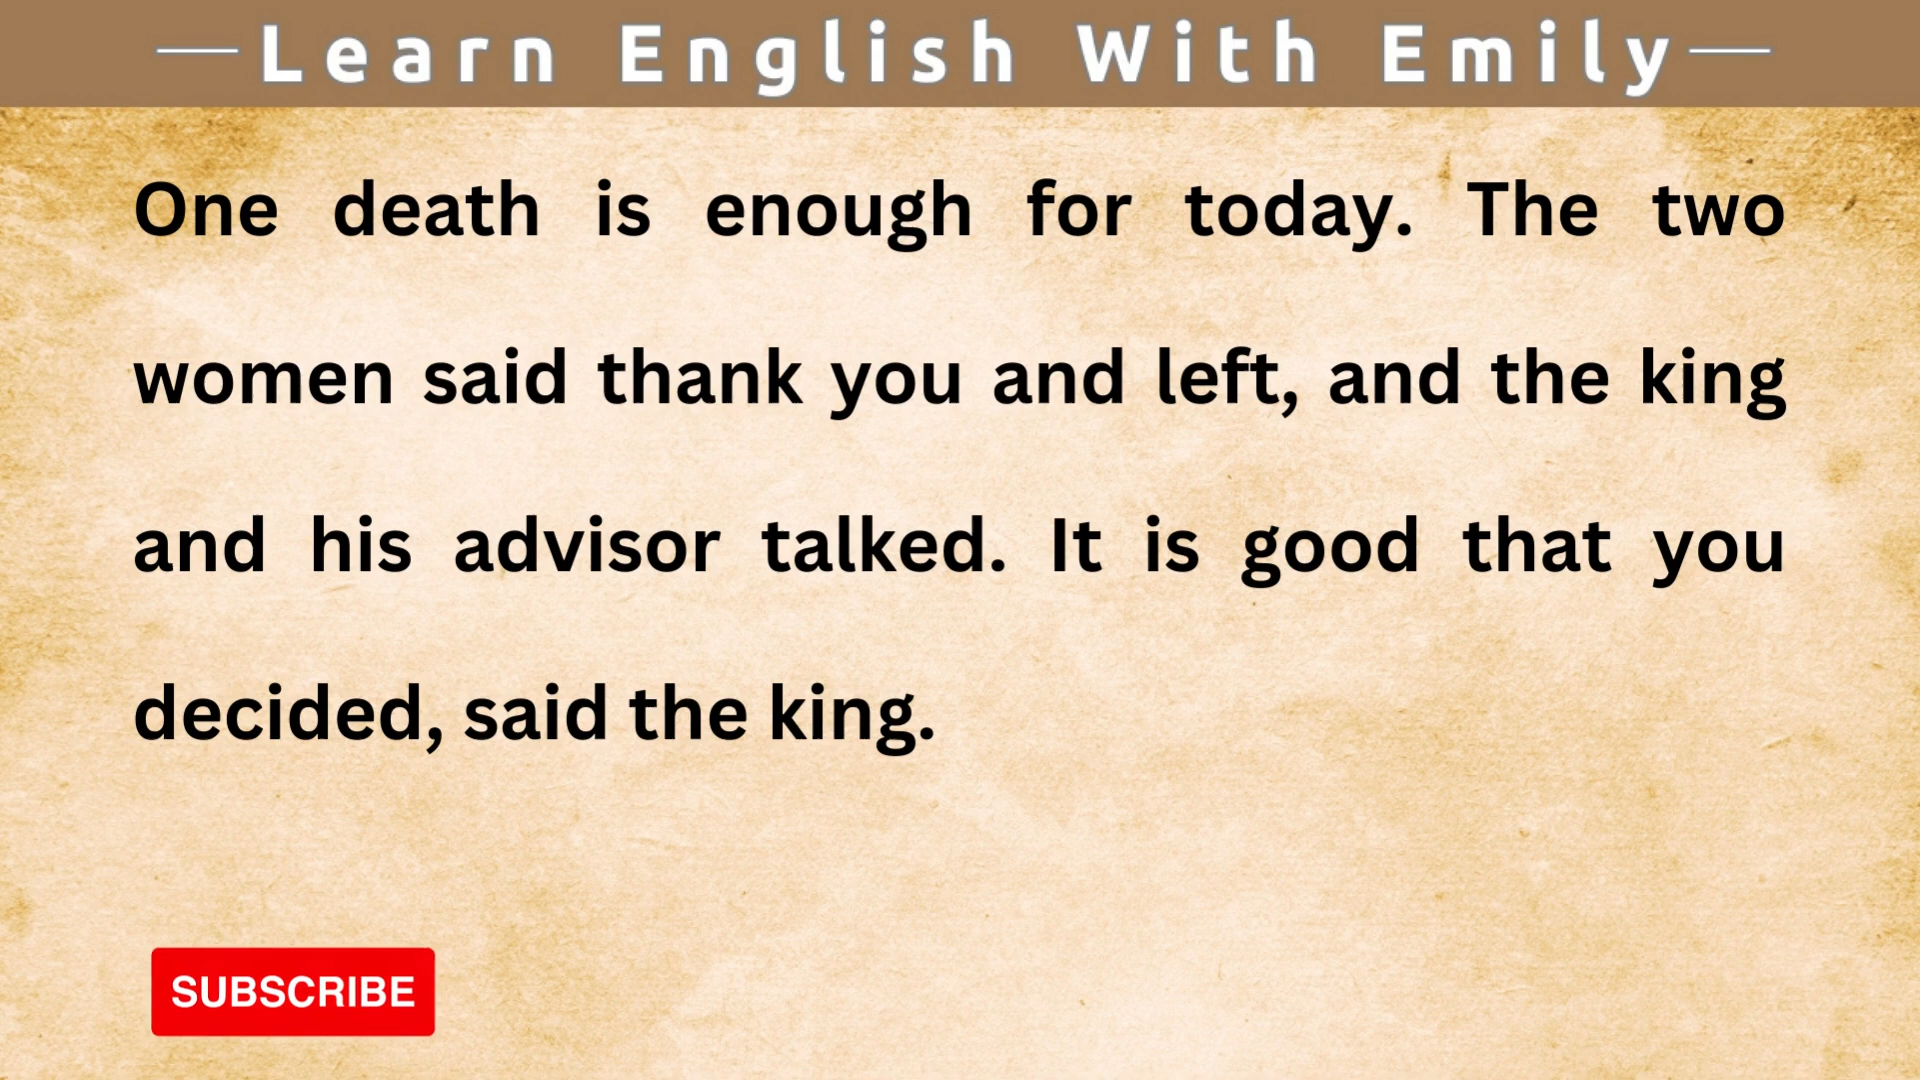 Learn English With Emily
One death is enough for today. The two
women said thank you and left, and the king
and his advisor talked. It is good that you
decided, said the king.
SUBSCRIBE